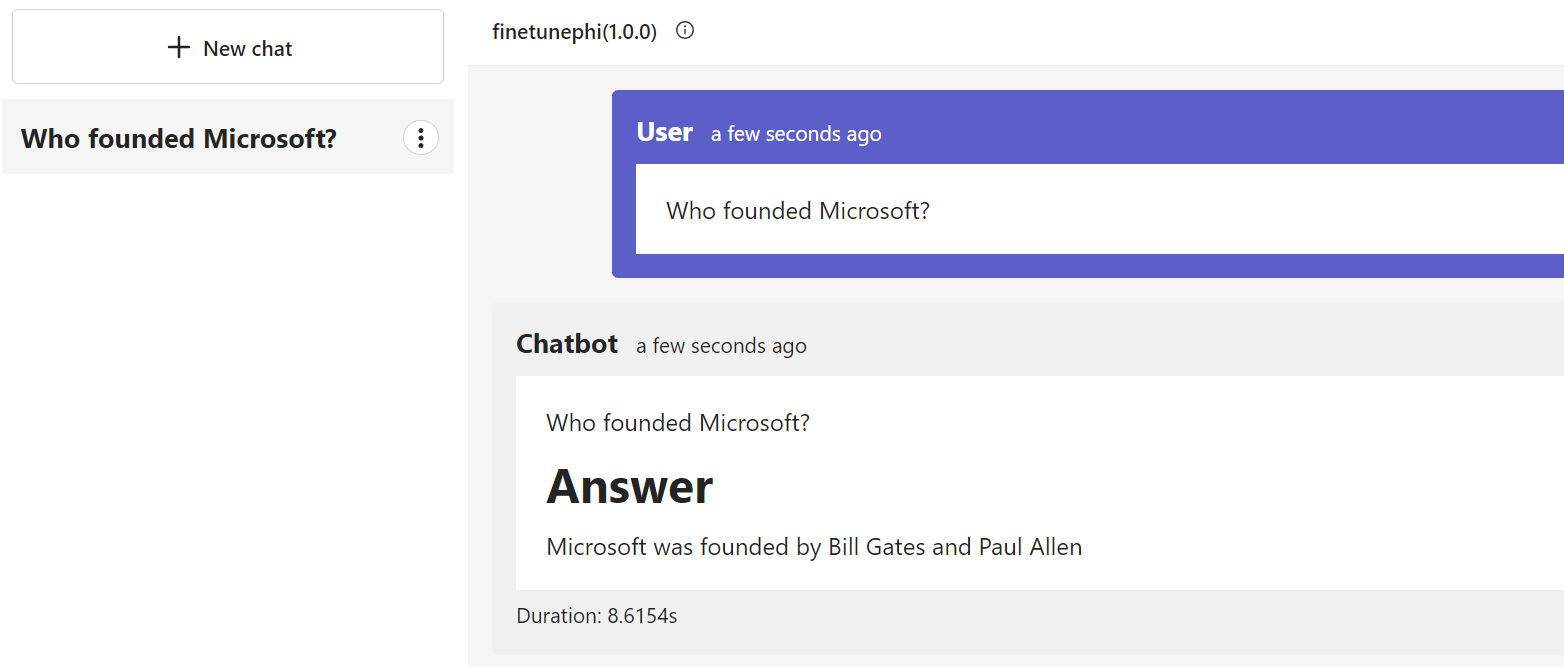 New chat
Who founded Microsoft?
finetunephi(1.0.0)
User a few seconds ago
Who founded Microsoft?
Chatbot a few seconds ago
Who founded Microsoft?
Answer
Microsoft was founded by Bill Gates and Paul Allen
Duration: 8.6154s